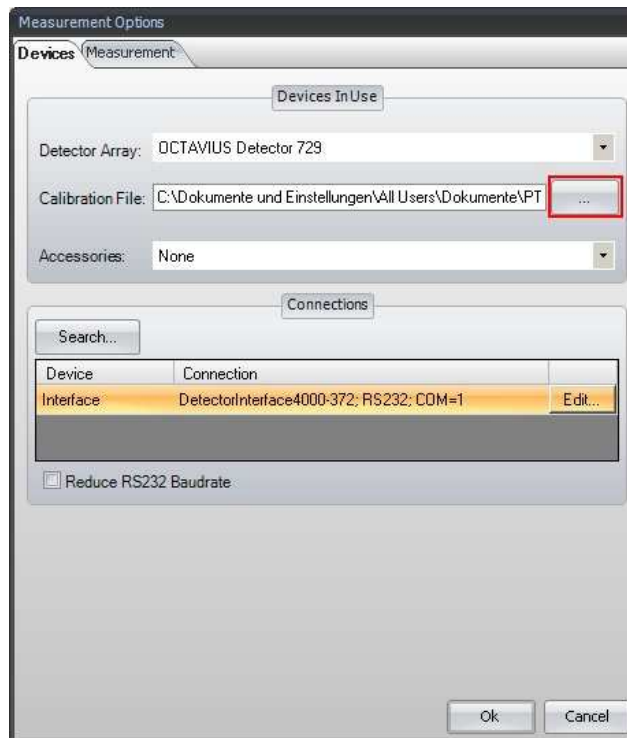 Measurement Options
Devices Measurement
Devices In Use
Detector Array: OCTAVIUS Detector 729
Calibration File: C:\Dokumente und Einstellungen\All Users\Dokumente\PT ...
Accessories: None
Connections
Search...
Device Connection
Interface DetectorInterface4000-372; RS232; COM=1 Edit...
Reduce RS232 Baudrate
Ok Cancel